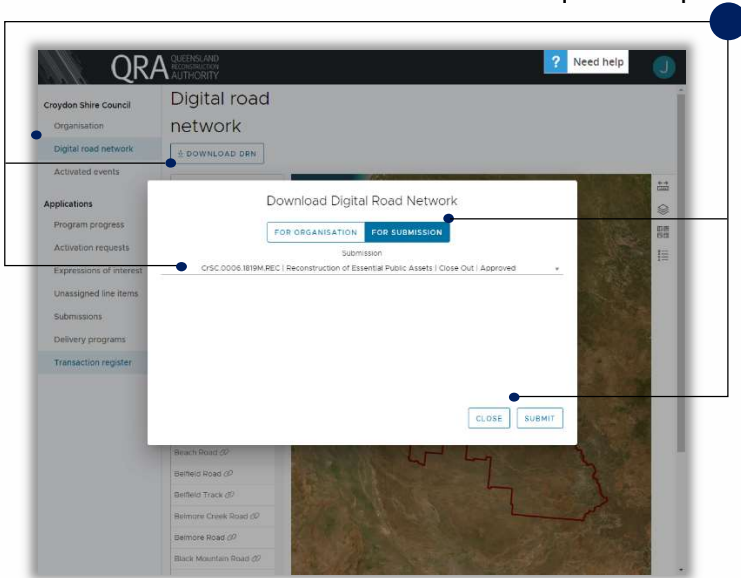 QRA QUEENSLAND
RECONSTRUCTION
AUTHORITY
? Need help
J
Croydon Shire Council
Organisation
Digital road network
Activated events
Applications
Program progress
Activation requests
Expressions of interest
Unassigned line items
Submissions
Delivery programs
Transaction register
Digital road
network
DOWNLOAD DRN
Download Digital Road Network
FOR ORGANISATION FOR SUBMISSION
Submission
CrSC.0006.1819M.REC | Reconstruction of Essential Public Assets | Close Out | Approved
CLOSE SUBMIT
Beach Road
Belfield Road
Belfield Track
Belmore Creek Road
Belmore Road
Black Mountain Road